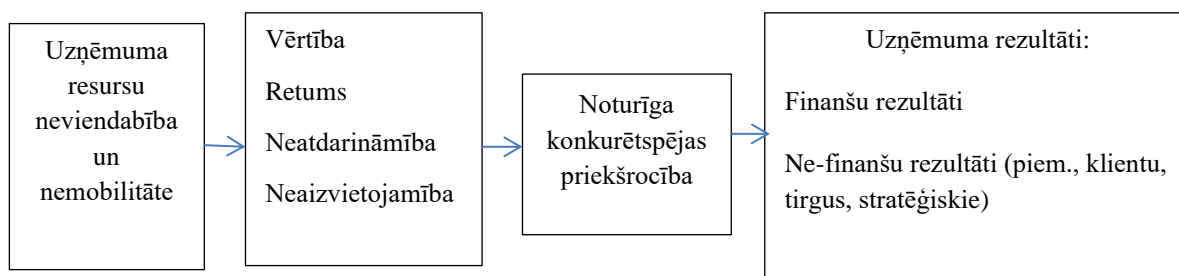 Uzņēmuma
resursu
neviendabība
un
nemobilitāte
Vērtība
Retums
Neatdarināmība
Neaizvietojamība
Noturīga
konkurētspējas
priekšrocība
Uzņēmuma rezultāti:
Finanšu rezultāti
Ne-finanšu rezultāti (piem., klientu,
tirgus, stratēģiskie)